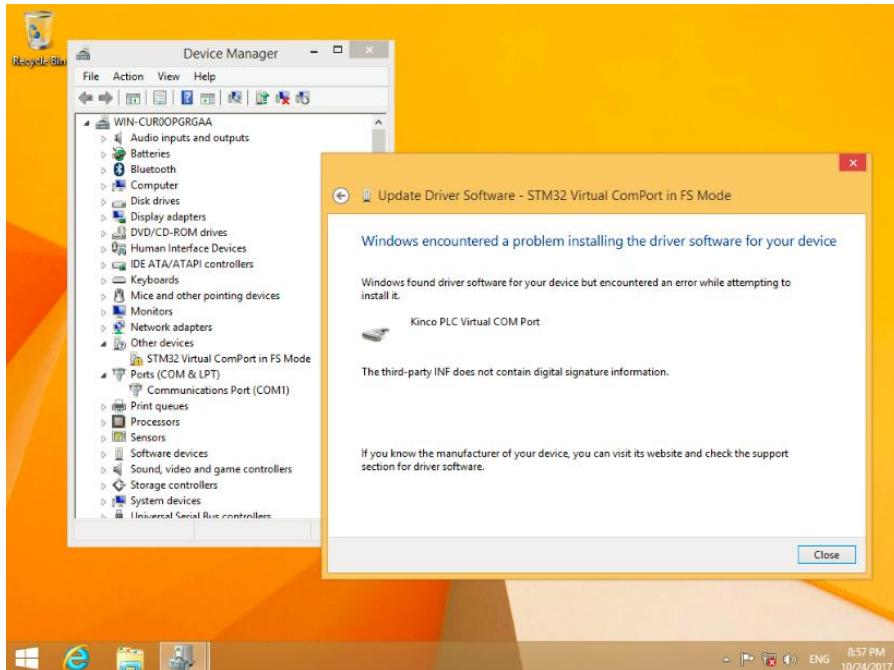 Recycle Bin
Device Manager
File Action View Help
WIN-CUR0OPGRGAA
Audio inputs and outputs
Batteries
Bluetooth
Computer
Disk drives
Display adapters
DVD/CD-ROM drives
Human Interface Devices
IDE ATA/ATAPI controllers
Keyboards
Mice and other pointing devices
Monitors
Network adapters
Other devices
STM32 Virtual ComPort in FS Mode
Ports (COM & LPT)
Communications Port (COM1)
Print queues
Processors
Sensors
Software devices
Sound, video and game controllers
Storage controllers
System devices
Universal Serial Bus controllers
Update Driver Software - STM32 Virtual ComPort in FS Mode
Windows encountered a problem installing the driver software for your device
Windows found driver software for your device but encountered an error while attempting to
install it.
Kinco PLC Virtual COM Port
The third-party INF does not contain digital signature information.
If you know the manufacturer of your device, you can visit its website and check the support
section for driver software.
Close
ENG
8:57 PM
10/24/2017